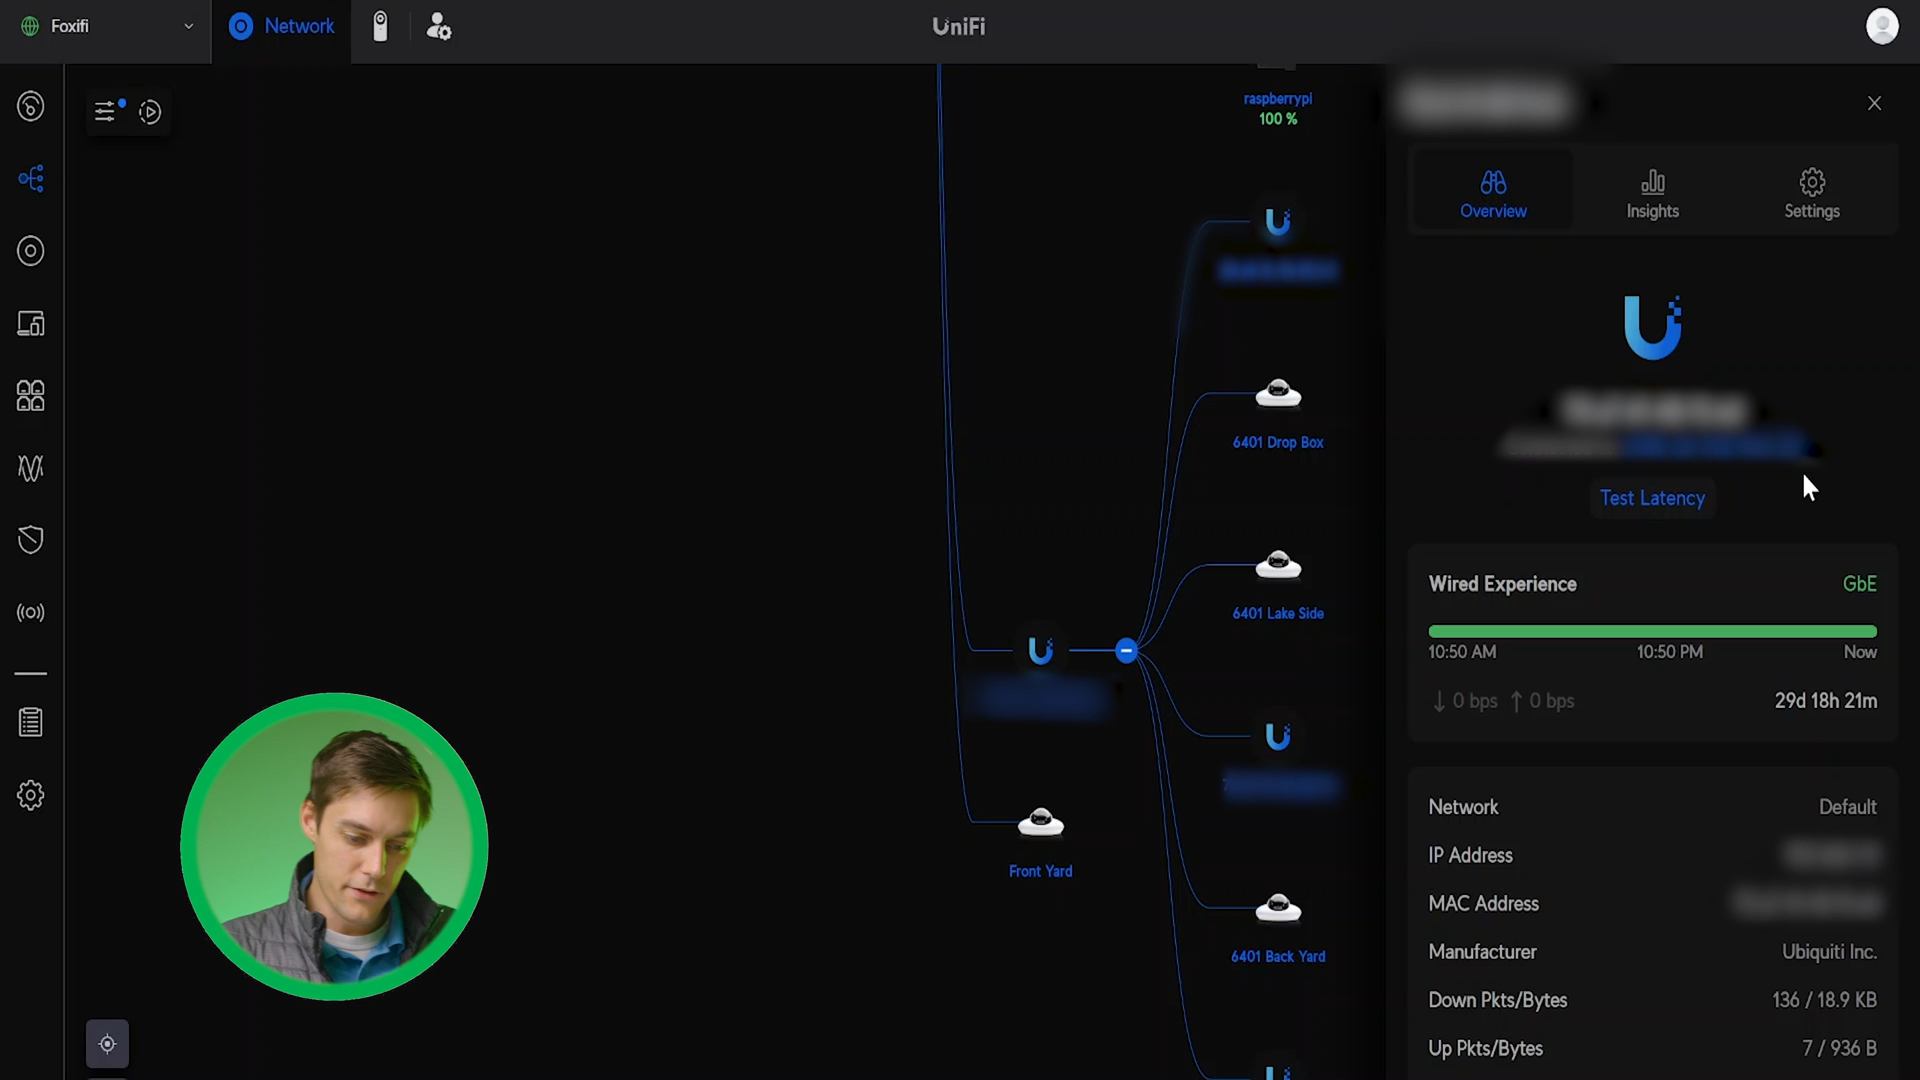 Foxifi
Network
UniFi
raspberrypi
100 %
6401 Drop Box
6401 Lake Side
Front Yard
6401 Back Yard
Overview
Insights
Settings
Test Latency
Wired Experience
GbE
10:50 AM
10:50 PM
Now
↓ 0 bps ↑ 0 bps
29d 18h 21m
Network
Default
IP Address
MAC Address
Manufacturer
Ubiquiti Inc.
Down Pkts/Bytes
136 / 18.9 KB
Up Pkts/Bytes
7 / 936 B